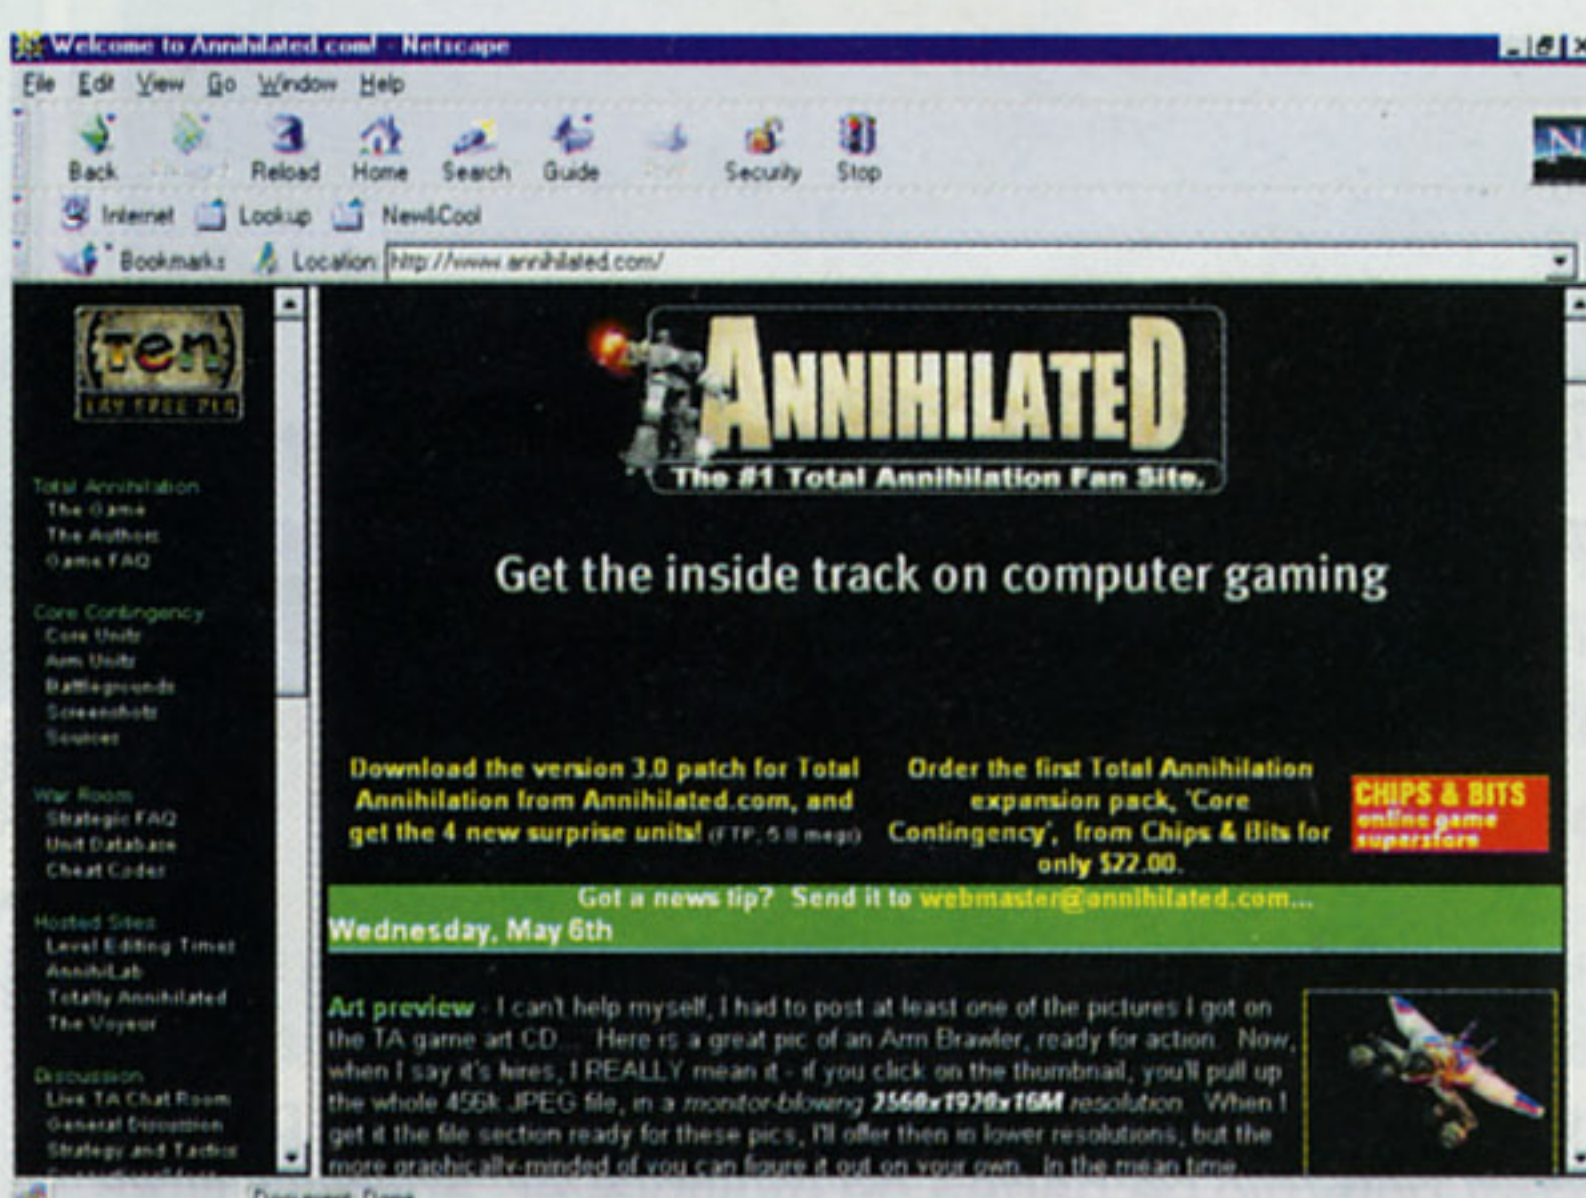 Welcome to Annihilated.com! - Netscape
File Edit View Go Window Help
Back Reload Home Search Guide Security Stop
N
Internet Lookup New&Cool
Bookmarks Location: http://www.annihilated.com/
Ten
ANNIHILATED
The #1 Total Annihilation Fan Site.
Total Annihilation
The Game
The Authors
Game FAQ
Core Contingency
Core Units
Arm Units
Battlegrounds
Screenshots
Sources
War Room
Strategic FAQ
Unit Database
Cheat Codes
Hosted Sites
Level Editing Times
AnnihiLab
Totally Annihilated
The Voyeur
Discussion
Live TA Chat Room
General Discussion
Strategy and Tactics
Get the inside track on computer gaming
Download the version 3.0 patch for Total
Annihilation from Annihilated.com, and
get the 4 new surprise units! (FTP, 5.8 megs)
Order the first Total Annihilation
expansion pack, 'Core
Contingency', from Chips & Bits for
only $22.00.
CHIPS & BITS
online game
superstore
Got a news tip? Send it to webmaster@annihilated.com...
Wednesday, May 6th
Art preview - I can't help myself, I had to post at least one of the pictures I got on
the TA game art CD... Here is a great pic of an Arm Brawler, ready for action. Now,
when I say it's hires, I REALLY mean it - if you click on the thumbnail, you'll pull up
the whole 456k JPEG file, in a monitor-blowing 2560x1920x16M resolution. When I
get it the file section ready for these pics, I'll offer then in lower resolutions, but the
more graphically-minded of you can figure it out on your own. In the mean time,
Document: Done